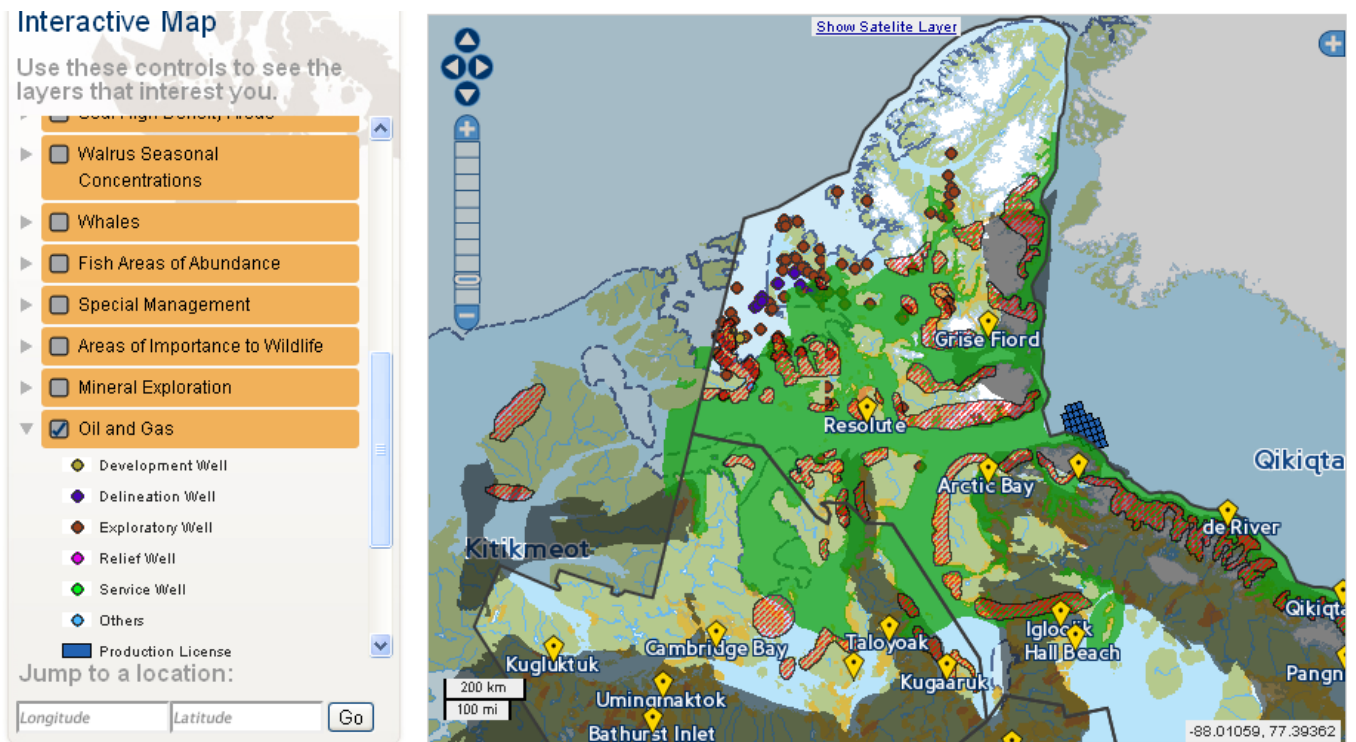 Interactive Map
Use these controls to see the
layers that interest you.
Seal High Density Areas
Walrus Seasonal
Concentrations
Whales
Fish Areas of Abundance
Special Management
Areas of Importance to Wildlife
Mineral Exploration
Oil and Gas
Development Well
Delineation Well
Exploratory Well
Relief Well
Service Well
Others
Production License
Jump to a location:
Longitude
Latitude
Go
Show Satelite Layer
Grise Fiord
Resolute
Qikiqta
Arctic Bay
de River
Kitikmeot
Qikiqta
Igloolik
Cambridge Bay
Taloyoak
Hall Beach
Kugluktuk
Kugaaruk
Pangn
200 km
100 mi
Umingmaktok
Bathurst Inlet
-88.01059, 77.39362